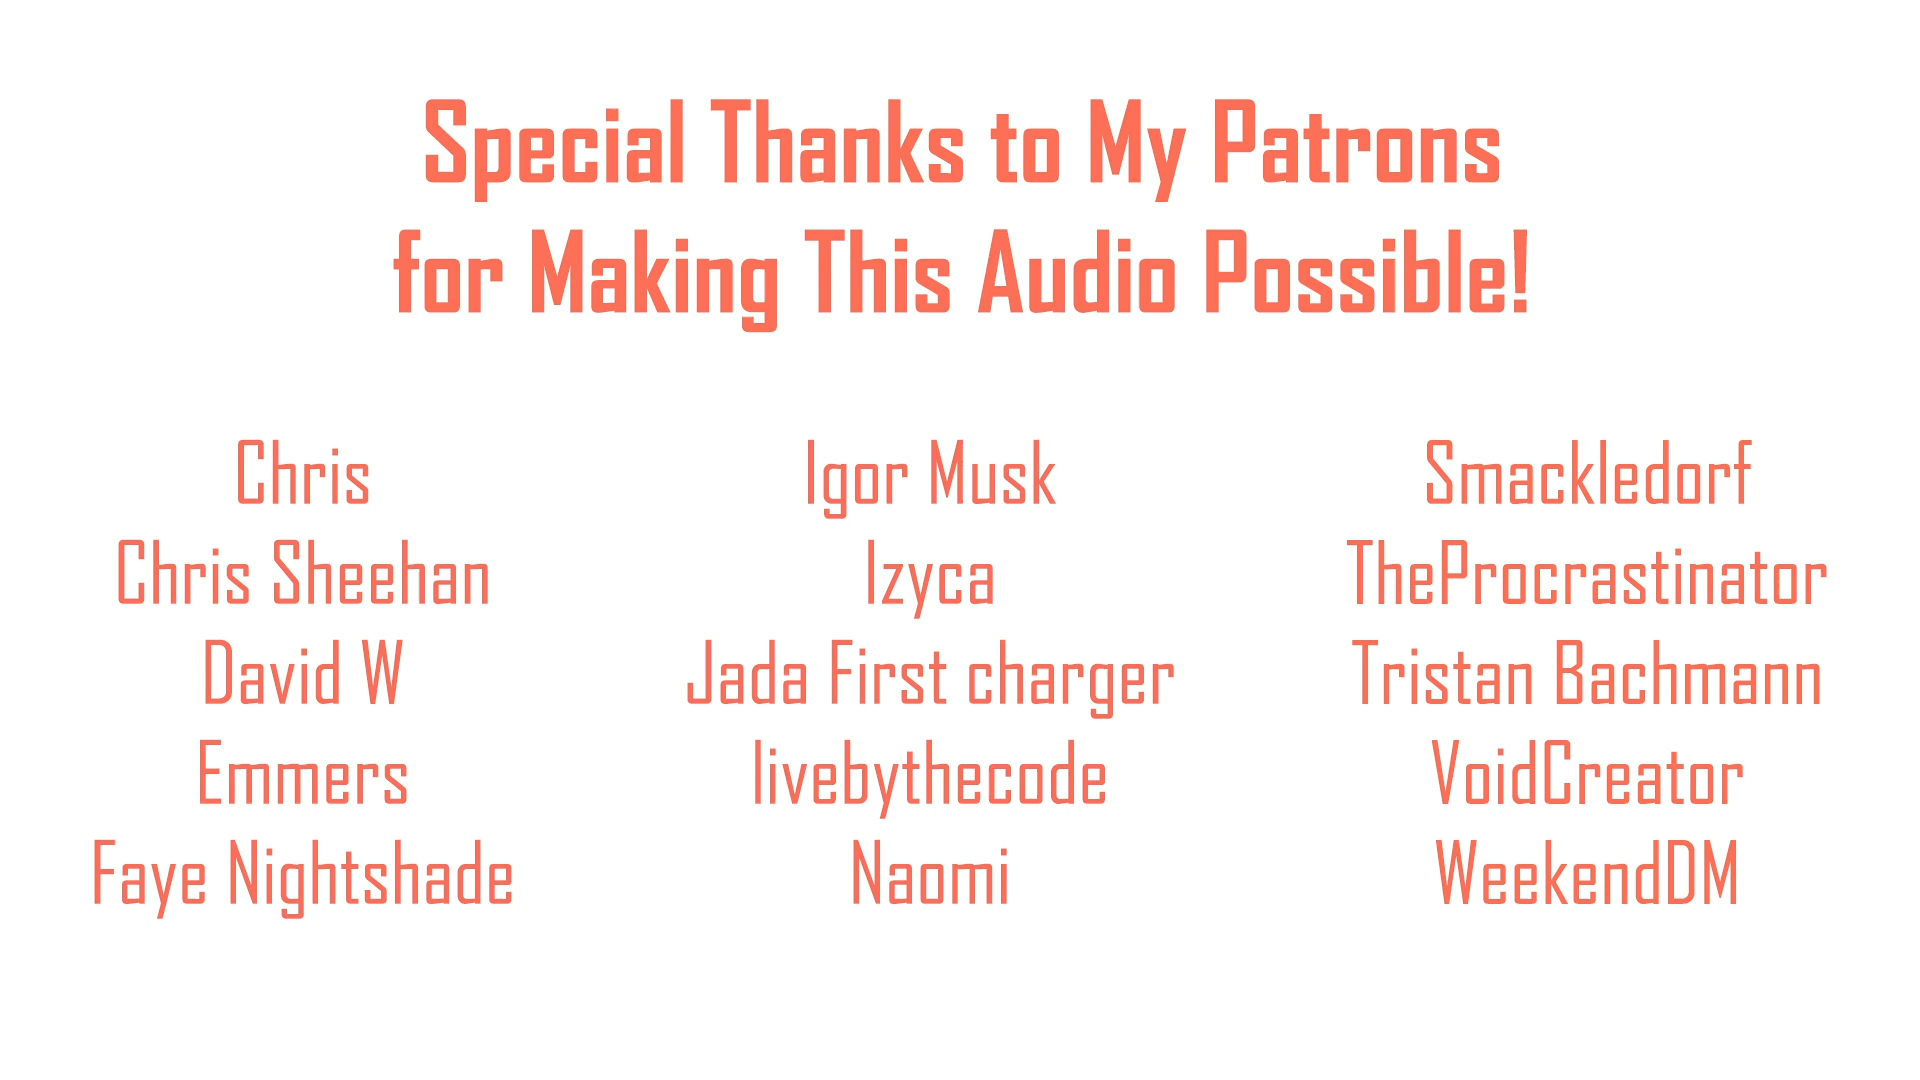 Special Thanks to My Patrons
for Making This Audio Possible!
Chris
Chris Sheehan
David W
Emmers
Faye Nightshade
Igor Musk
Izyca
Jada First charger
livebythecode
Naomi
Smackledorf
TheProcrastinator
Tristan Bachmann
VoidCreator
WeekendDM